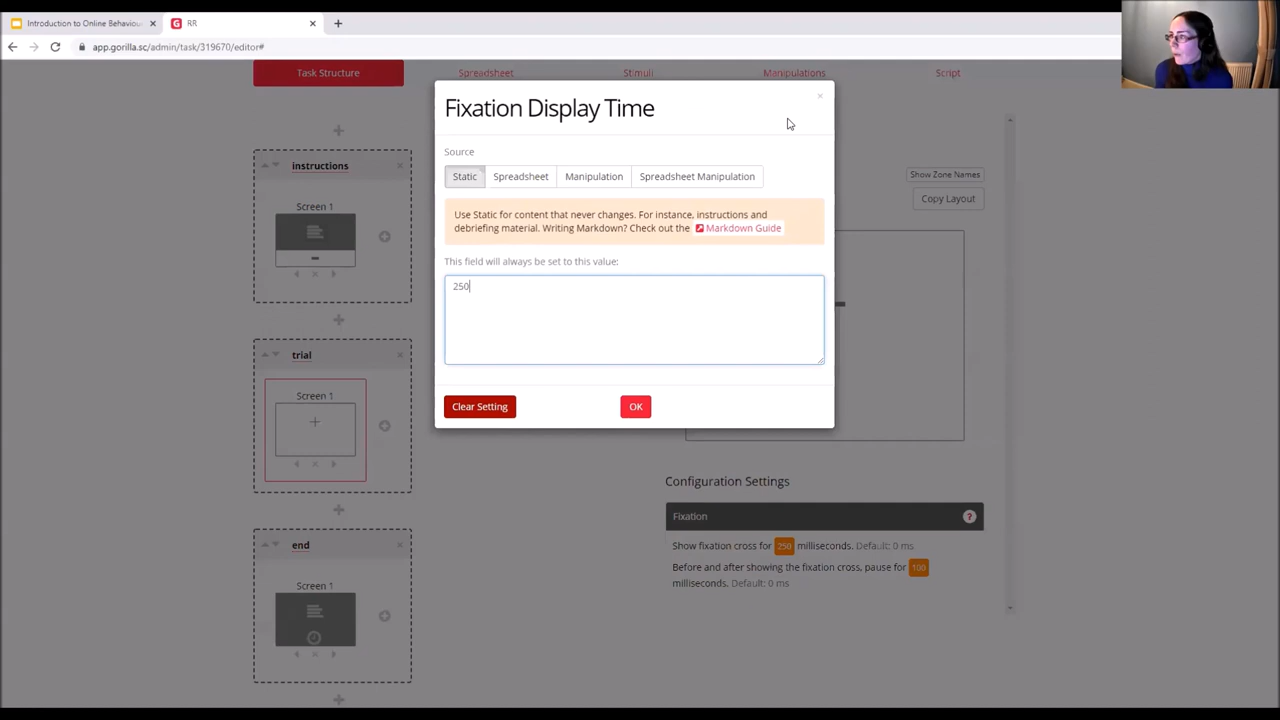 Introduction to Online Behaviou
RR
app.gorilla.sc/admin/task/319670/editor#
Task Structure
Spreadsheet
Stimuli
Manipulations
Script
Fixation Display Time
Source
Static
Spreadsheet
Manipulation
Spreadsheet Manipulation
Use Static for content that never changes. For instance, instructions and
debriefing material. Writing Markdown? Check out the Markdown Guide
This field will always be set to this value:
250
Clear Setting
OK
instructions
Screen 1
trial
Screen 1
end
Screen 1
Show Zone Names
Copy Layout
Configuration Settings
Fixation
?
Show fixation cross for 250 milliseconds. Default: 0 ms
Before and after showing the fixation cross, pause for 100
milliseconds. Default: 0 ms